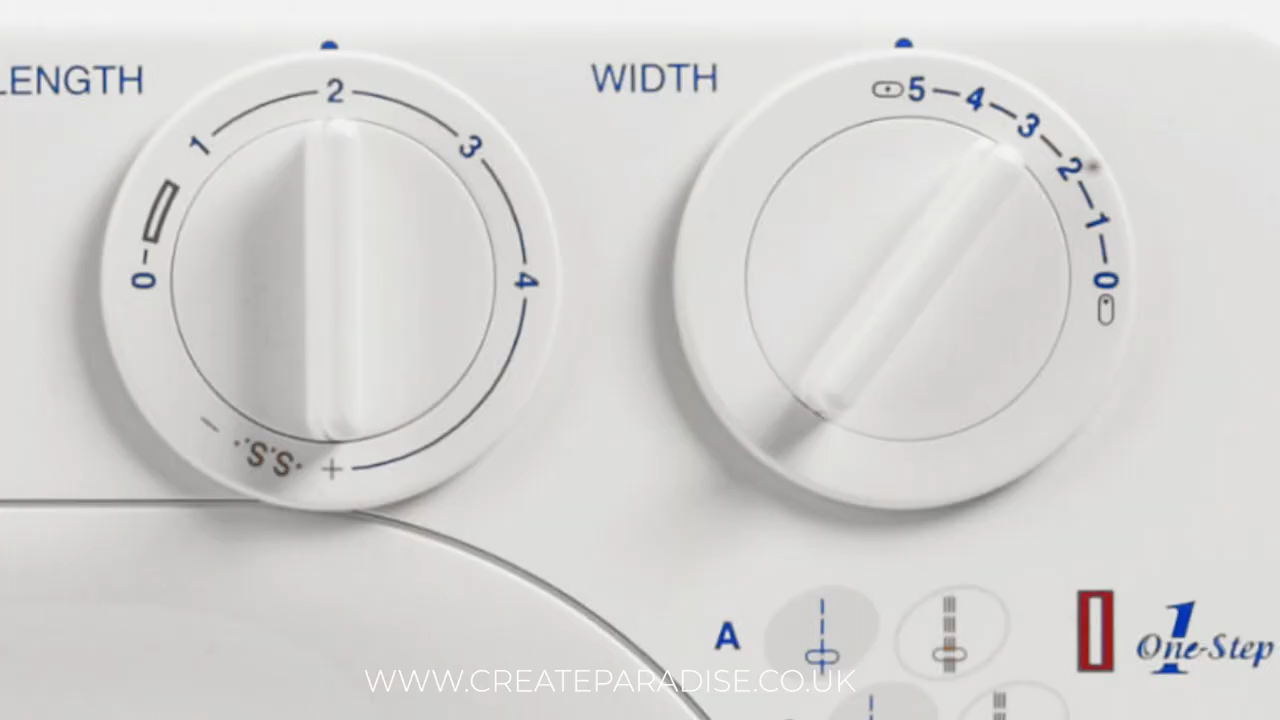 LENGTH
0 1 2 3 4
- .S.S. +
WIDTH
5 4 3 2 1 0
A
1
One-Step
WWW.CREATEPARADISE.CO.UK